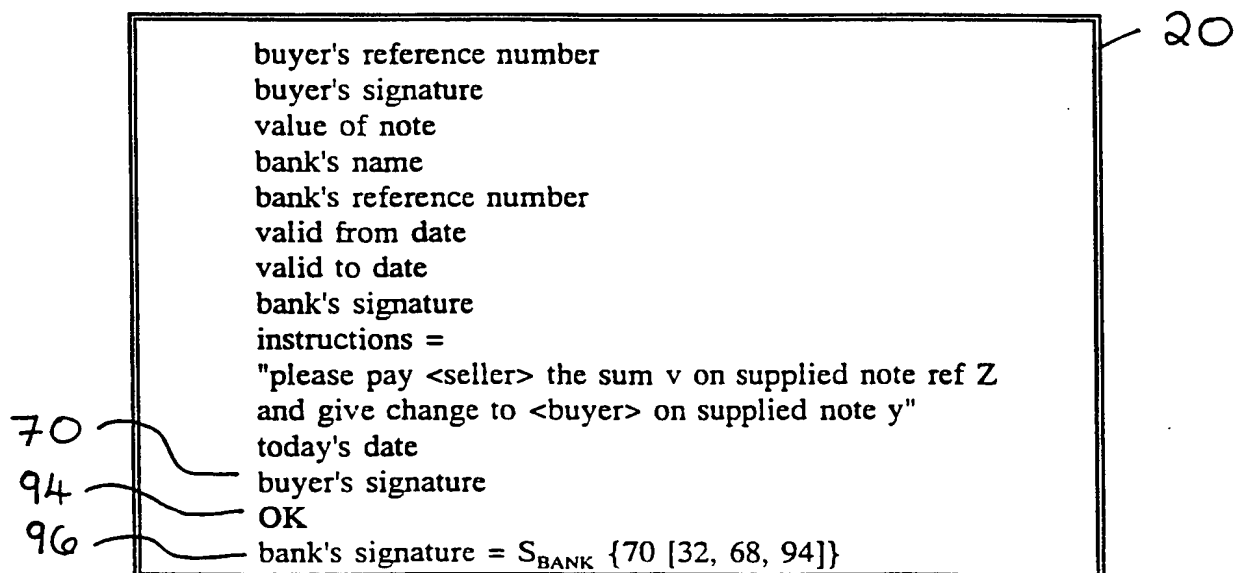 20
buyer's reference number
buyer's signature
value of note
bank's name
bank's reference number
valid from date
valid to date
bank's signature
instructions =
"please pay <seller> the sum v on supplied note ref Z
and give change to <buyer> on supplied note y"
today's date
70
buyer's signature
94
OK
96
bank's signature = S_BANK {70 [32, 68, 94]}